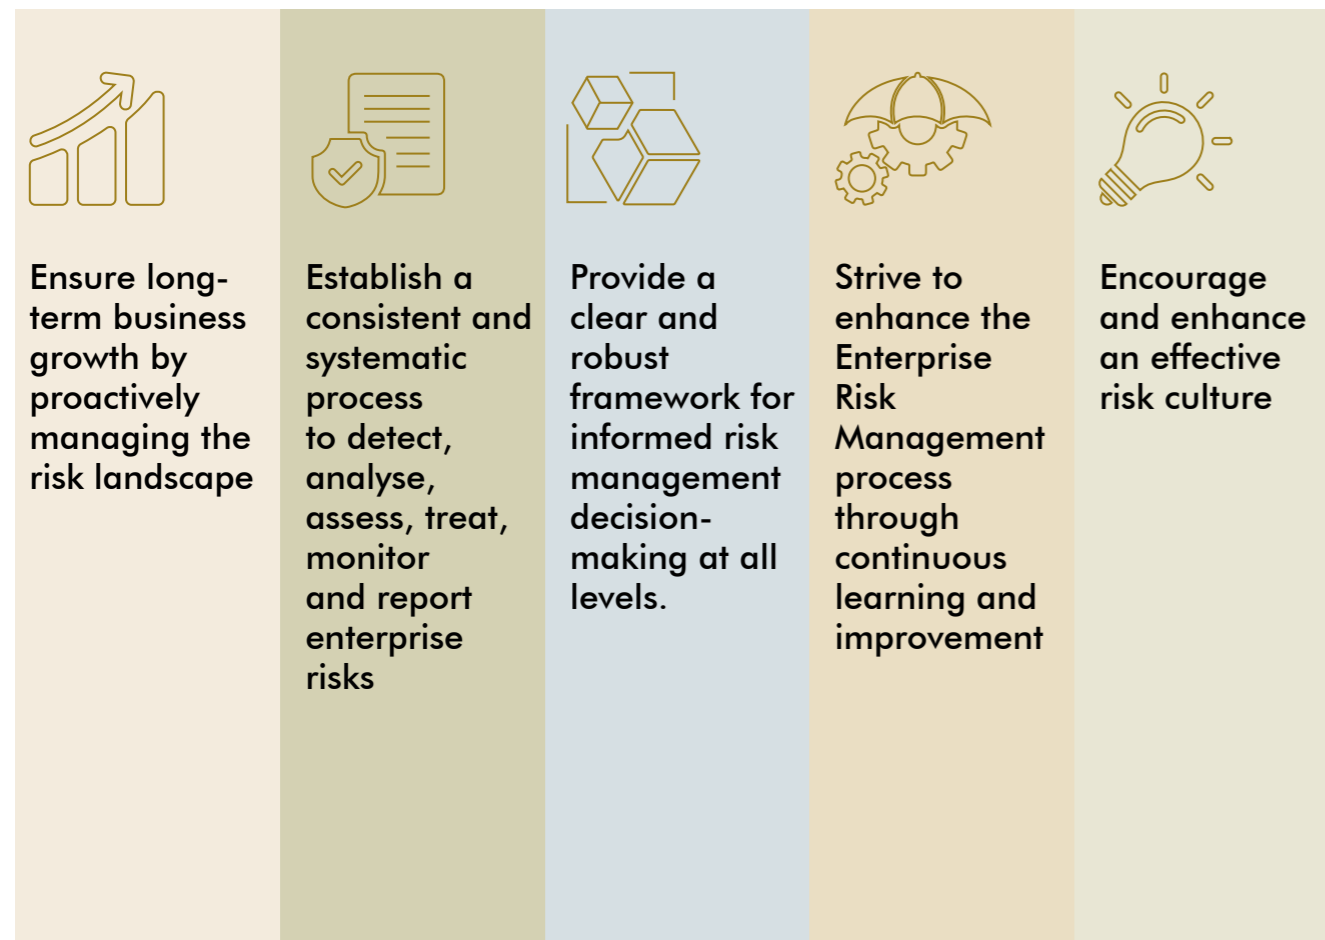 Ensure long-
term business
growth by
proactively
managing the
risk landscape
Establish a
consistent and
systematic
process
to detect,
analyse,
assess, treat,
monitor
and report
enterprise
risks
Provide a
clear and
robust
framework for
informed risk
management
decision-
making at all
levels.
Strive to
enhance the
Enterprise
Risk
Management
process
through
continuous
learning and
improvement
Encourage
and enhance
an effective
risk culture